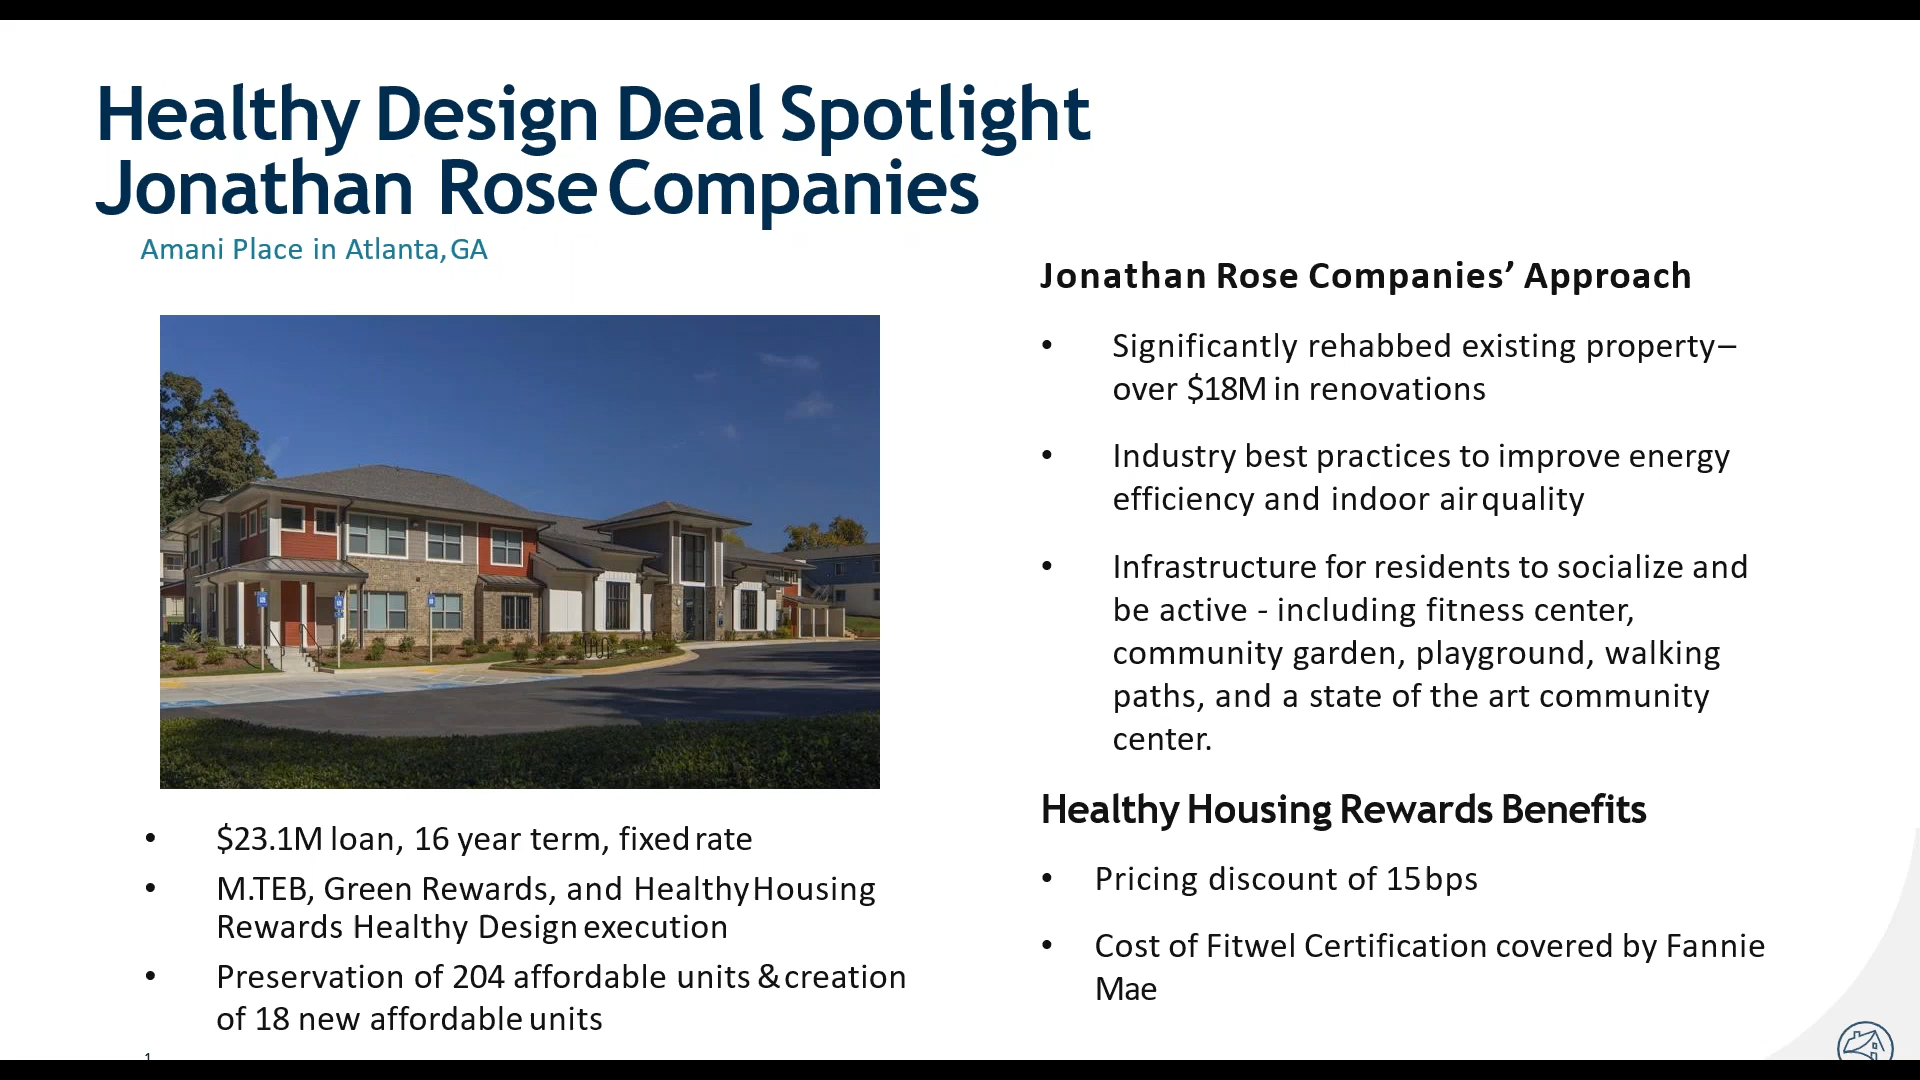 Healthy Design Deal Spotlight
Jonathan Rose Companies
Amani Place in Atlanta, GA
• $23.1M loan, 16 year term, fixed rate
• M.TEB, Green Rewards, and Healthy Housing
Rewards Healthy Design execution
• Preservation of 204 affordable units & creation
of 18 new affordable units
1
Jonathan Rose Companies’ Approach
• Significantly rehabbed existing property–
over $18M in renovations
• Industry best practices to improve energy
efficiency and indoor air quality
• Infrastructure for residents to socialize and
be active - including fitness center,
community garden, playground, walking
paths, and a state of the art community
center.
Healthy Housing Rewards Benefits
• Pricing discount of 15 bps
• Cost of Fitwel Certification covered by Fannie
Mae